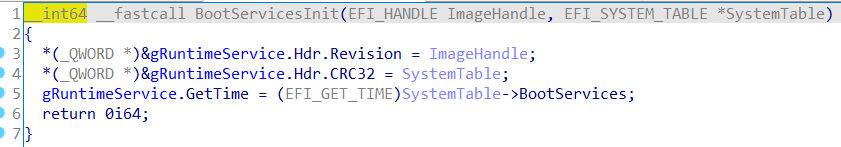 1 __int64 __fastcall BootServicesInit(EFI_HANDLE ImageHandle, EFI_SYSTEM_TABLE *SystemTable)
2 {
3 *(_QWORD *)&gRuntimeService.Hdr.Revision = ImageHandle;
4 *(_QWORD *)&gRuntimeService.Hdr.CRC32 = SystemTable;
5 gRuntimeService.GetTime = (EFI_GET_TIME)SystemTable->BootServices;
6 return 0i64;
7 }